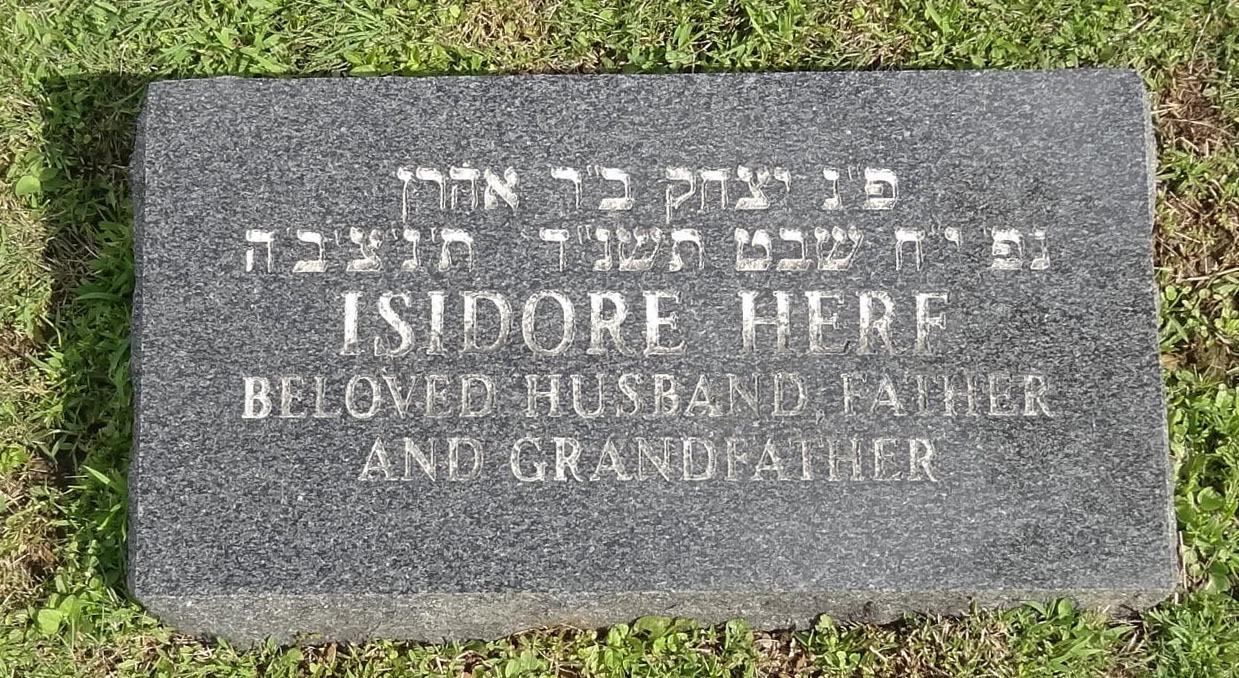 פ"נ יצחק ב"ר אהרן
נפ' י"ח שבט תשנ"ד ת'נ'צ'ב'ה
ISIDORE HERF
BELOVED HUSBAND, FATHER
AND GRANDFATHER